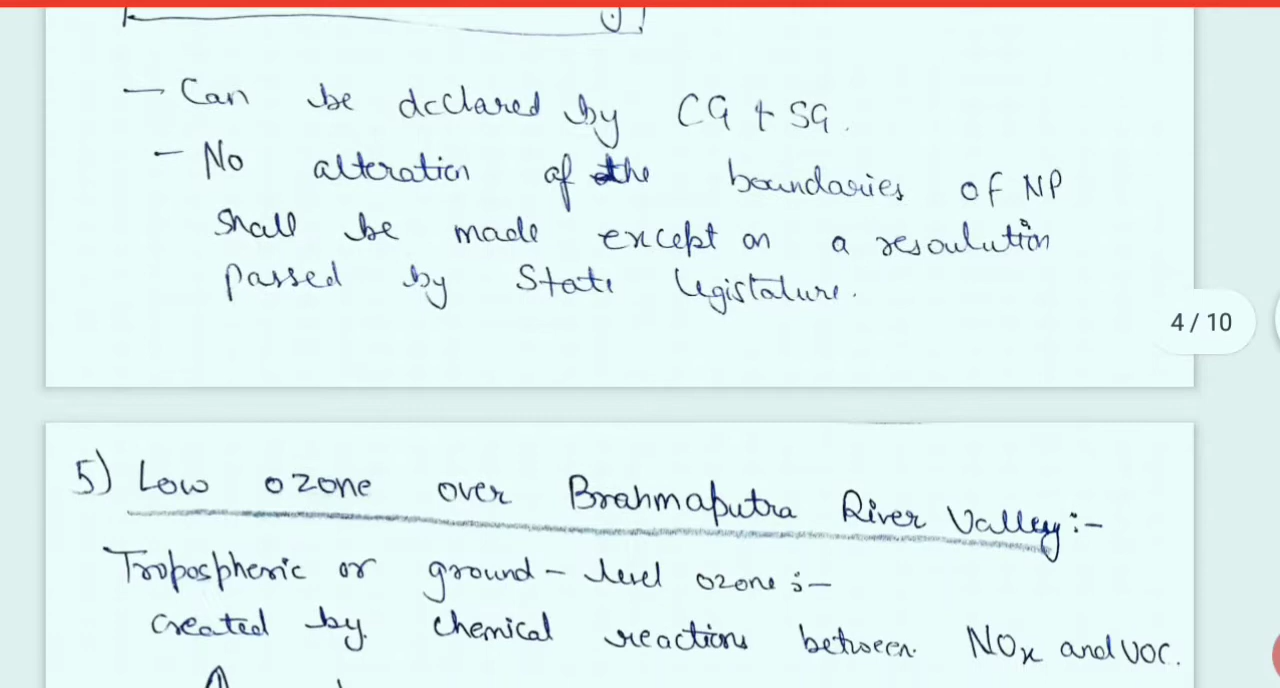 - Can be declared by CG + SG.
- No alteration of the boundaries of NP
shall be made except on a resoulution
passed by State legistature.
4 / 10
5) Low ozone over Brahmaputra River Valley :-
Tropospheric or ground - level ozone :-
created by chemical reactions between NOx and VOC.